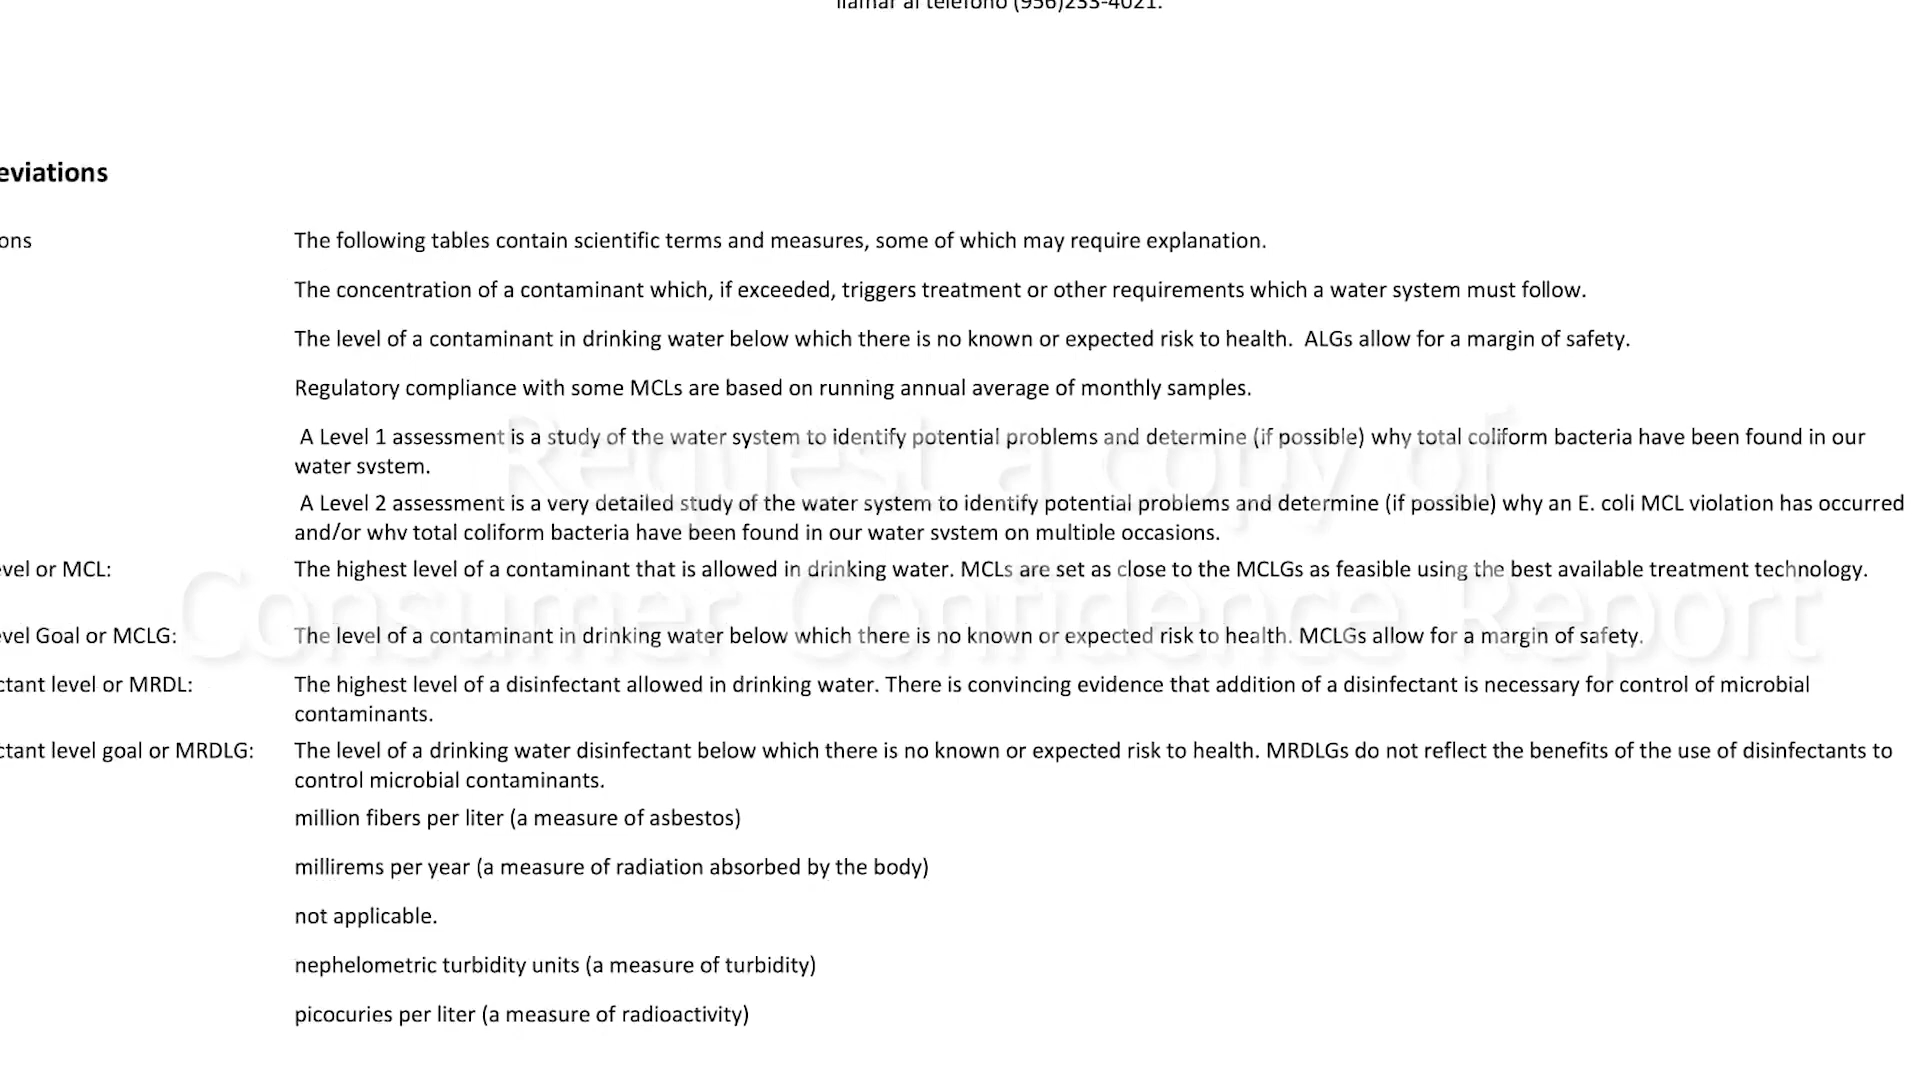 llamar al teléfono (956)233-4021.
eviations
ons
The following tables contain scientific terms and measures, some of which may require explanation.
The concentration of a contaminant which, if exceeded, triggers treatment or other requirements which a water system must follow.
The level of a contaminant in drinking water below which there is no known or expected risk to health.  ALGs allow for a margin of safety.
Regulatory compliance with some MCLs are based on running annual average of monthly samples.
A Level 1 assessment is a study of the water system to identify potential problems and determine (if possible) why total coliform bacteria have been found in our
water system.
Request a copy of
A Level 2 assessment is a very detailed study of the water system to identify potential problems and determine (if possible) why an E. coli MCL violation has occurred
and/or why total coliform bacteria have been found in our water system on multiple occasions.
evel or MCL:
The highest level of a contaminant that is allowed in drinking water. MCLs are set as close to the MCLGs as feasible using the best available treatment technology.
Consumer Confidence Report
evel Goal or MCLG:
The level of a contaminant in drinking water below which there is no known or expected risk to health. MCLGs allow for a margin of safety.
ctant level or MRDL:
The highest level of a disinfectant allowed in drinking water. There is convincing evidence that addition of a disinfectant is necessary for control of microbial
contaminants.
ctant level goal or MRDLG:
The level of a drinking water disinfectant below which there is no known or expected risk to health. MRDLGs do not reflect the benefits of the use of disinfectants to
control microbial contaminants.
million fibers per liter (a measure of asbestos)
millirems per year (a measure of radiation absorbed by the body)
not applicable.
nephelometric turbidity units (a measure of turbidity)
picocuries per liter (a measure of radioactivity)